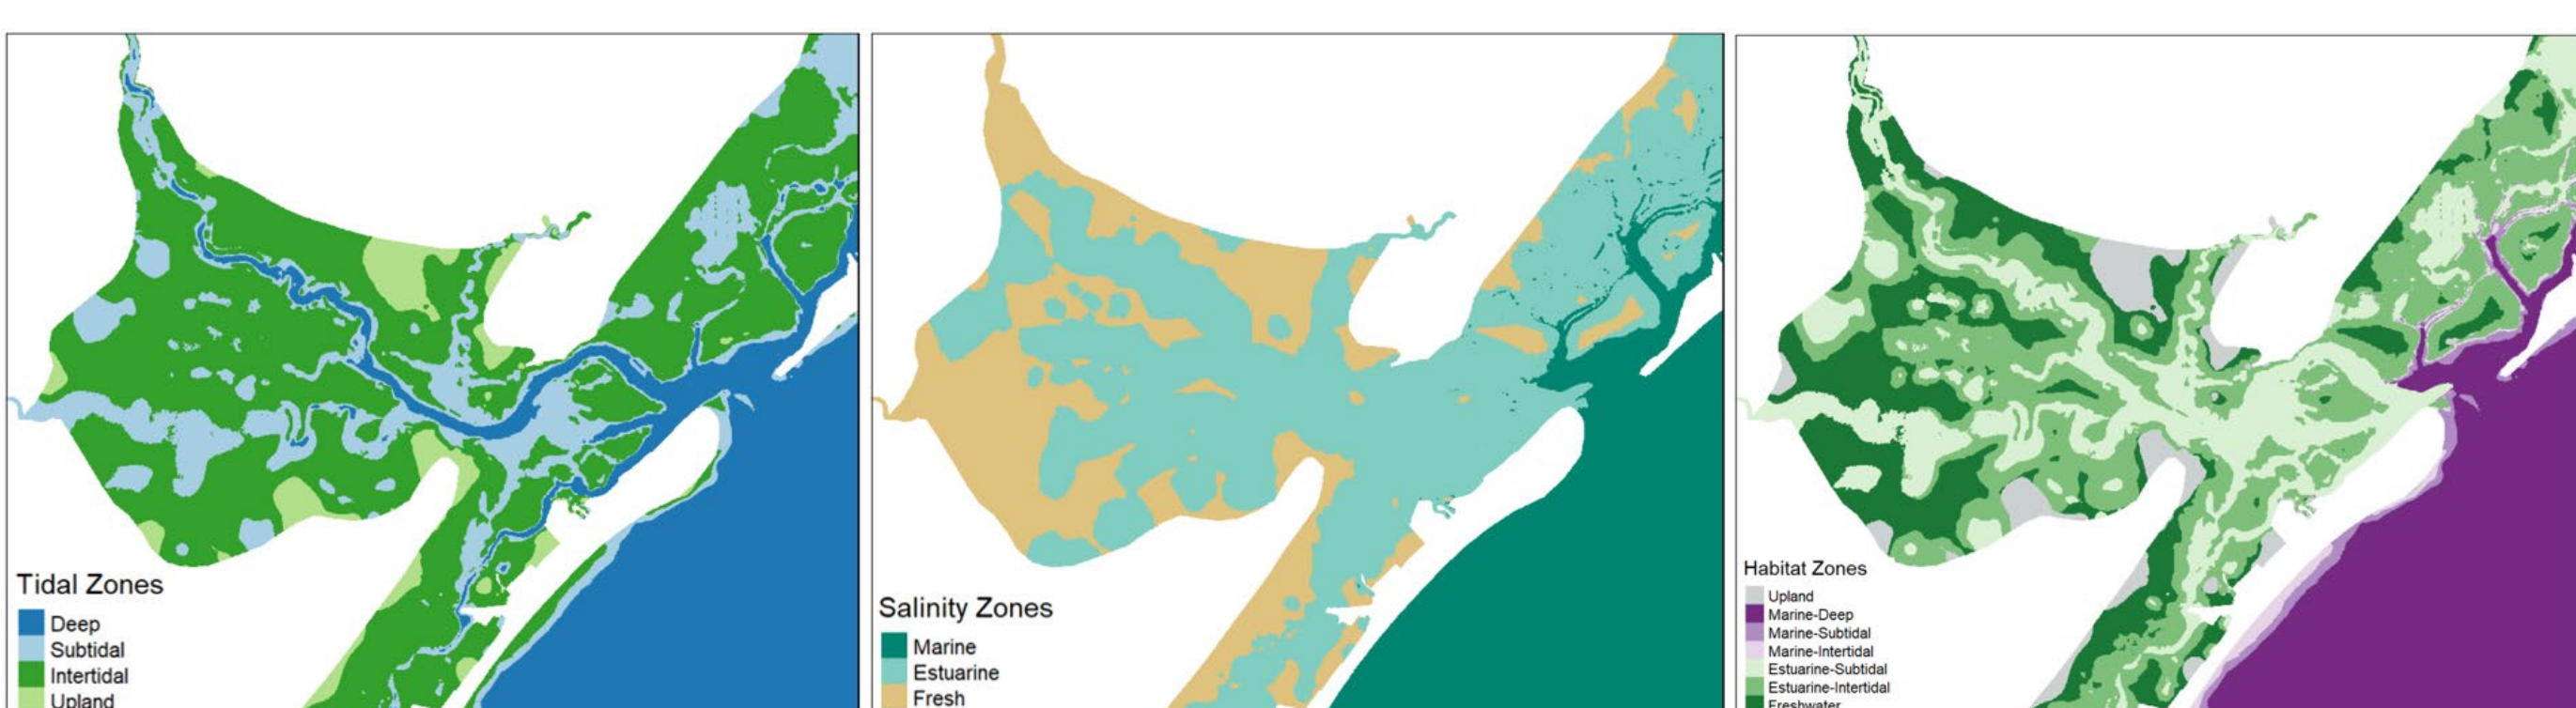 Tidal Zones
Deep
Subtidal
Intertidal
Upland
Salinity Zones
Marine
Estuarine
Fresh
Habitat Zones
Upland
Marine-Deep
Marine-Subtidal
Marine-Intertidal
Estuarine-Subtidal
Estuarine-Intertidal
Freshwater